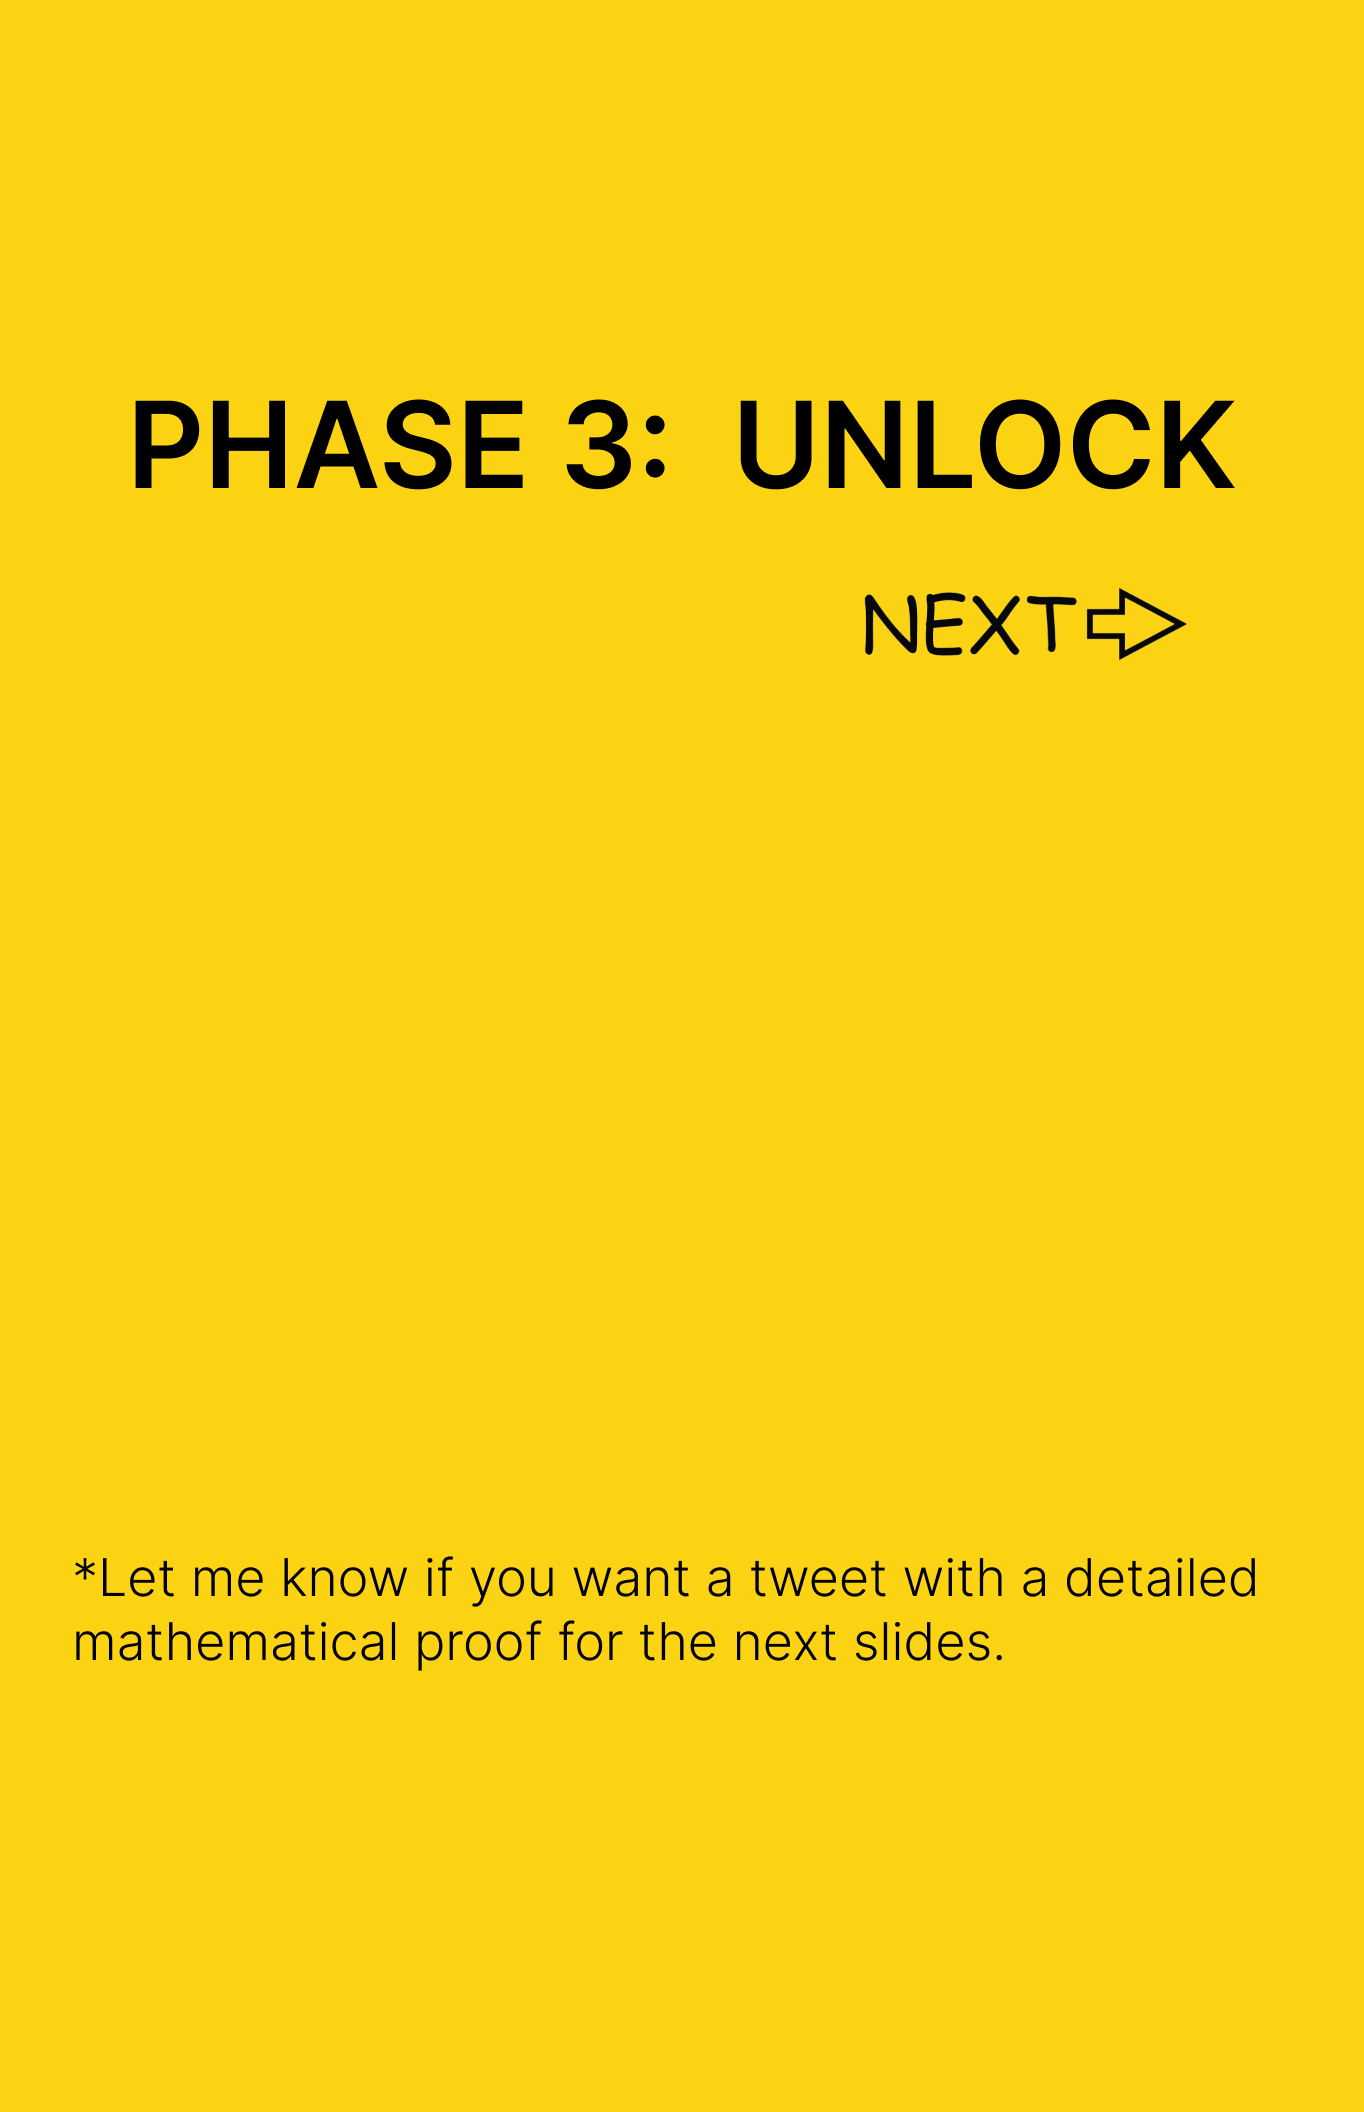 PHASE 3: UNLOCK
NEXT
*Let me know if you want a tweet with a detailed
mathematical proof for the next slides.